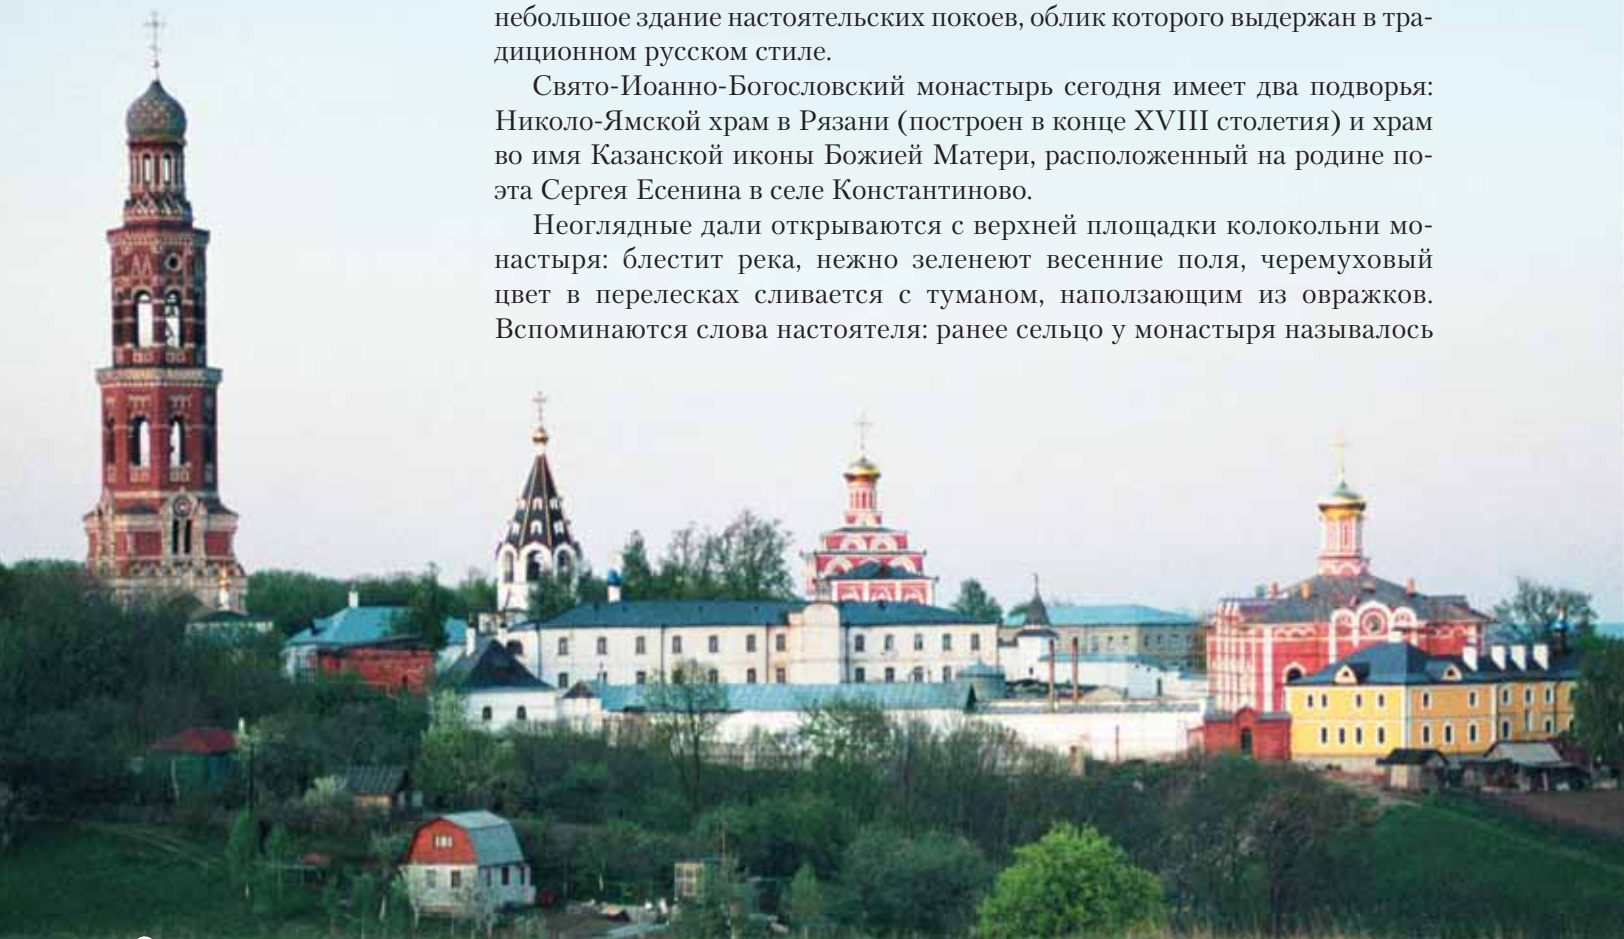 небольшое здание настоятельских покоев, облик которого выдержан в тра-
диционном русском стиле.
Свято-Иоанно-Богословский монастырь сегодня имеет два подворья:
Николо-Ямской храм в Рязани (построен в конце XVIII столетия) и храм
во имя Казанской иконы Божией Матери, расположенный на родине по-
эта Сергея Есенина в селе Константиново.
Неоглядные дали открываются с верхней площадки колокольни мо-
настыря: блестит река, нежно зеленеют весенние поля, черемуховый
цвет в перелесках сливается с туманом, наползающим из овражков.
Вспоминаются слова настоятеля: ранее сельцо у монастыря называлось